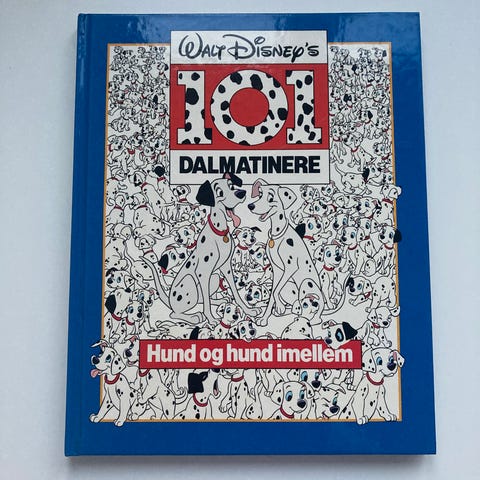 WALT DISNEY'S
101
DALMATINERE
Hund og hund imellem